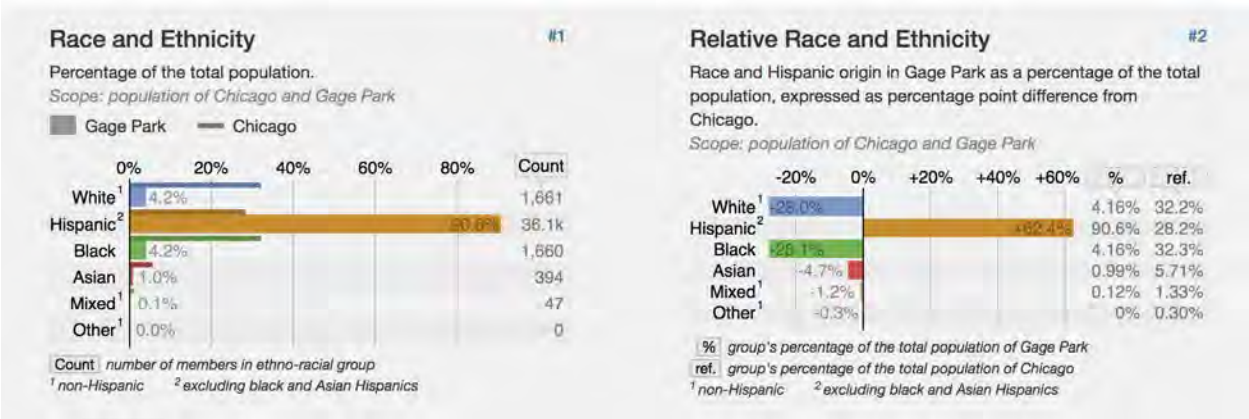 Race and Ethnicity #1
Percentage of the total population.
Scope: population of Chicago and Gage Park
Gage Park Chicago
0% 20% 40% 60% 80% Count
White¹ 4.2% 1,661
Hispanic² 90.6% 36.1k
Black 4.2% 1,660
Asian 1.0% 394
Mixed¹ 0.1% 47
Other¹ 0.0% 0
Count number of members in ethno-racial group
¹ non-Hispanic ² excluding black and Asian Hispanics
Relative Race and Ethnicity #2
Race and Hispanic origin in Gage Park as a percentage of the total
population, expressed as percentage point difference from
Chicago.
Scope: population of Chicago and Gage Park
-20% 0% +20% +40% +60% % ref.
White¹ -28.0% 4.16% 32.2%
Hispanic² +62.4% 90.6% 28.2%
Black -28.1% 4.16% 32.3%
Asian -4.7% 0.99% 5.71%
Mixed¹ -1.2% 0.12% 1.33%
Other¹ -0.3% 0% 0.30%
% group's percentage of the total population of Gage Park
ref. group's percentage of the total population of Chicago
¹ non-Hispanic ² excluding black and Asian Hispanics